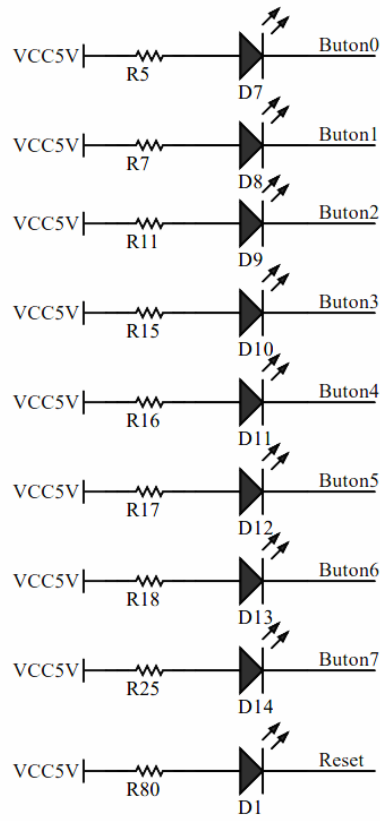 VCC5V R5 D7 Buton0
VCC5V R7 D8 Buton1
VCC5V R11 D9 Buton2
VCC5V R15 D10 Buton3
VCC5V R16 D11 Buton4
VCC5V R17 D12 Buton5
VCC5V R18 D13 Buton6
VCC5V R25 D14 Buton7
VCC5V R80 D1 Reset